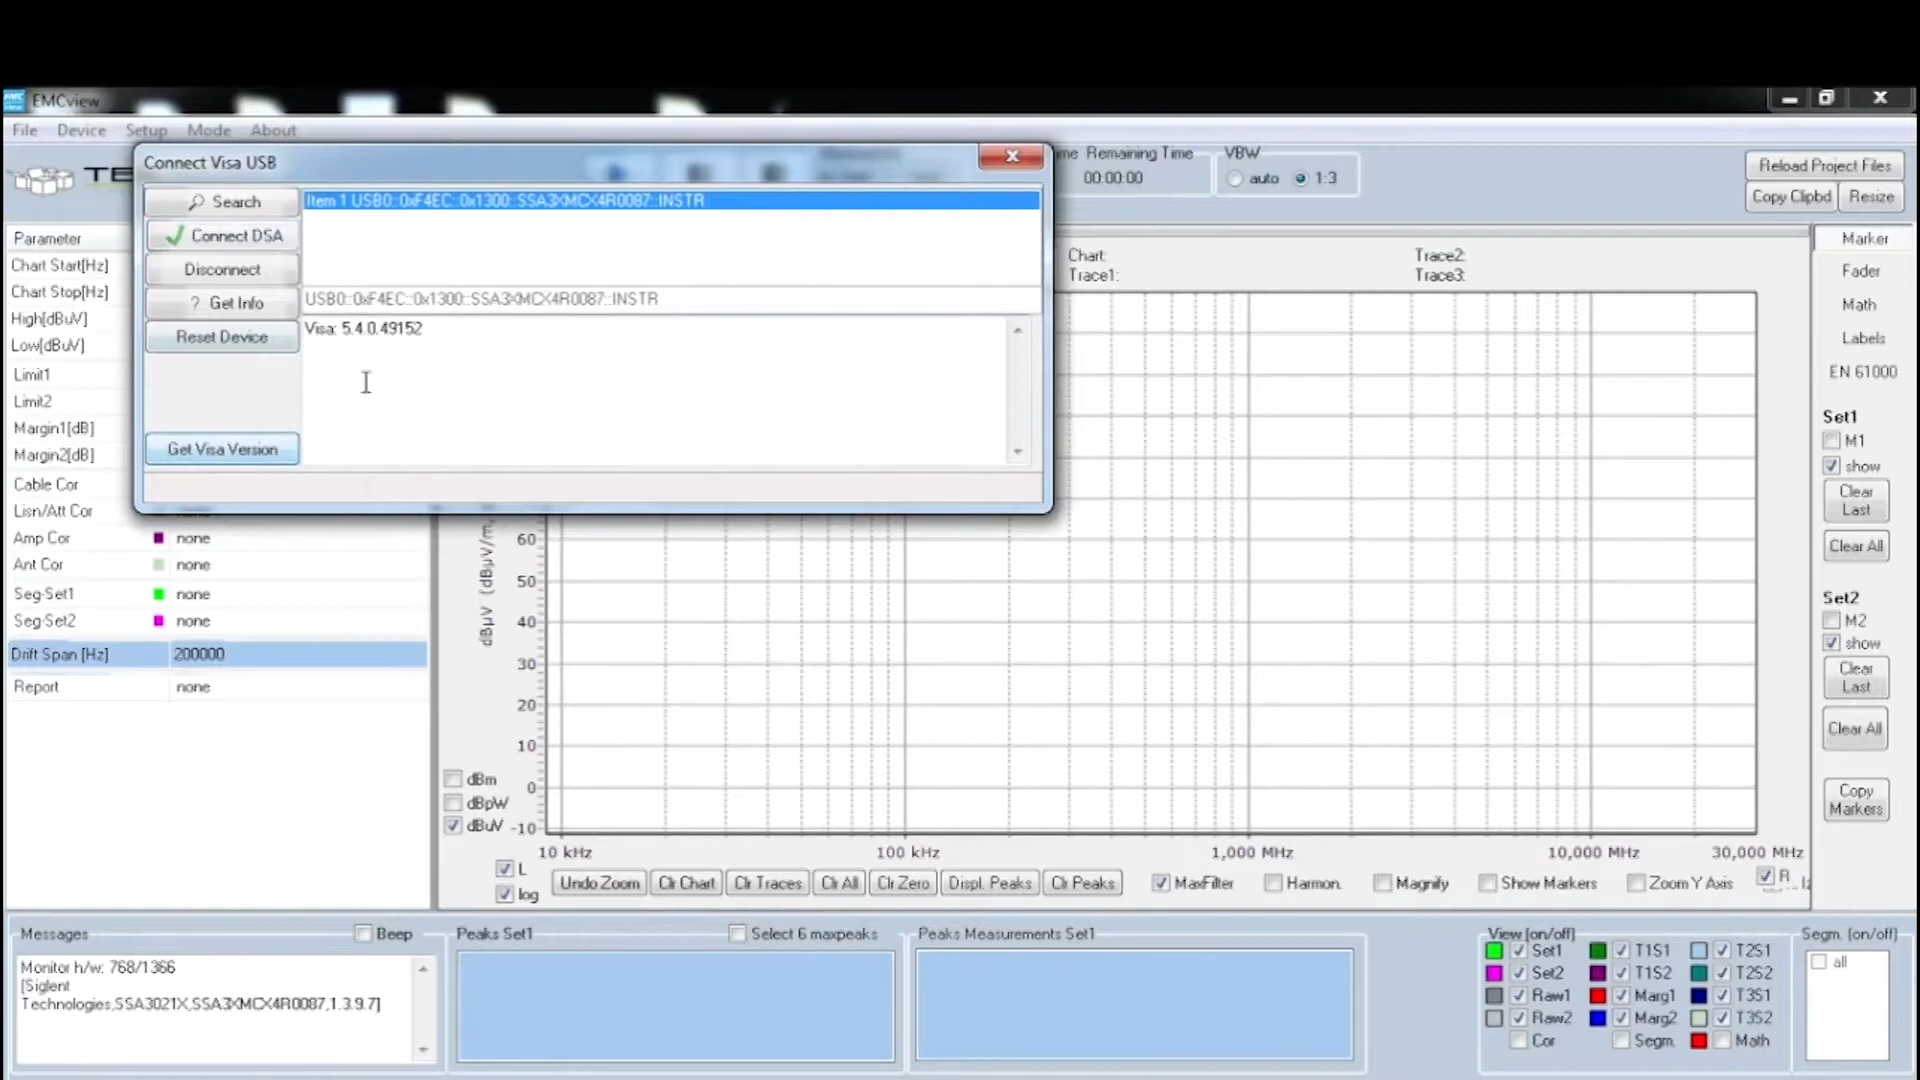 EMCview
File Device Setup Mode About
Connect Visa USB
TE
Search
Connect DSA
Disconnect
? Get Info
Reset Device
Get Visa Version
Item 1 USB0::0xF4EC::0x1300::SSA3XMCX4R0087::INSTR
USB0::0xF4EC::0x1300::SSA3XMCX4R0087::INSTR
Visa: 5.4.0.49152
Remaining Time
00:00:00
VBW
auto
1:3
Reload Project Files
Copy Clipbd
Resize
Parameter
Chart Start[Hz]
Chart Stop[Hz]
High[dBuV]
Low[dBuV]
Limit1
Limit2
Margin1[dB]
Margin2[dB]
Cable Cor
Lisn/Att Cor
Amp Cor none
Ant Cor none
Seg-Set1 none
Seg-Set2 none
Drift Span [Hz] 200000
Report none
Chart:
Trace1:
Trace2:
Trace3:
dBµV (dBµV/m,
60
50
40
30
20
10
0
-10
dBm
dBpW
dBuV
10 kHz
100 kHz
1,000 MHz
10,000 MHz
30,000 MHz
L
log
Undo Zoom
Clr Chart
Clr Traces
Clr All
Clr Zero
Displ. Peaks
Clr Peaks
MaxFilter
Harmon.
Magnify
Show Markers
Zoom Y Axis
R
Marker
Fader
Math
Labels
EN 61000
Set1
M1
show
Clear
Last
Clear All
Set2
M2
show
Clear
Last
Clear All
Copy
Markers
Messages
Beep
Monitor h/w: 768/1366
[Siglent
Technologies,SSA3021X,SSA3XMCX4R0087,1.3.9.7]
Peaks Set1
Select 6 maxpeaks
Peaks Measurements Set1
View (on/off)
Set1 T1S1 T2S1
Set2 T1S2 T2S2
Raw1 Marg1 T3S1
Raw2 Marg2 T3S2
Cor Segm. Math
Segm. (on/off)
all